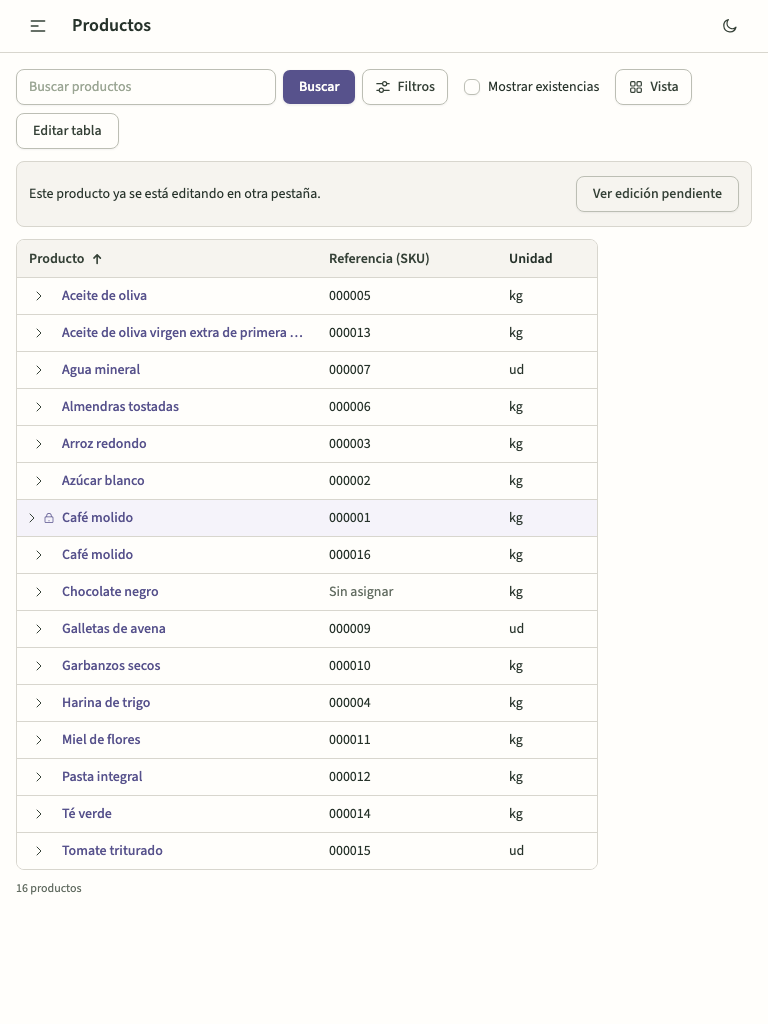 Productos
Buscar productos
Buscar
Filtros
Mostrar existencias
Vista
Editar tabla
Este producto ya se está editando en otra pestaña.
Ver edición pendiente
Producto Referencia (SKU) Unidad
Aceite de oliva 000005 kg
Aceite de oliva virgen extra de primera … 000013 kg
Agua mineral 000007 ud
Almendras tostadas 000006 kg
Arroz redondo 000003 kg
Azúcar blanco 000002 kg
Café molido 000001 kg
Café molido 000016 kg
Chocolate negro Sin asignar kg
Galletas de avena 000009 ud
Garbanzos secos 000010 kg
Harina de trigo 000004 kg
Miel de flores 000011 kg
Pasta integral 000012 kg
Té verde 000014 kg
Tomate triturado 000015 ud
16 productos